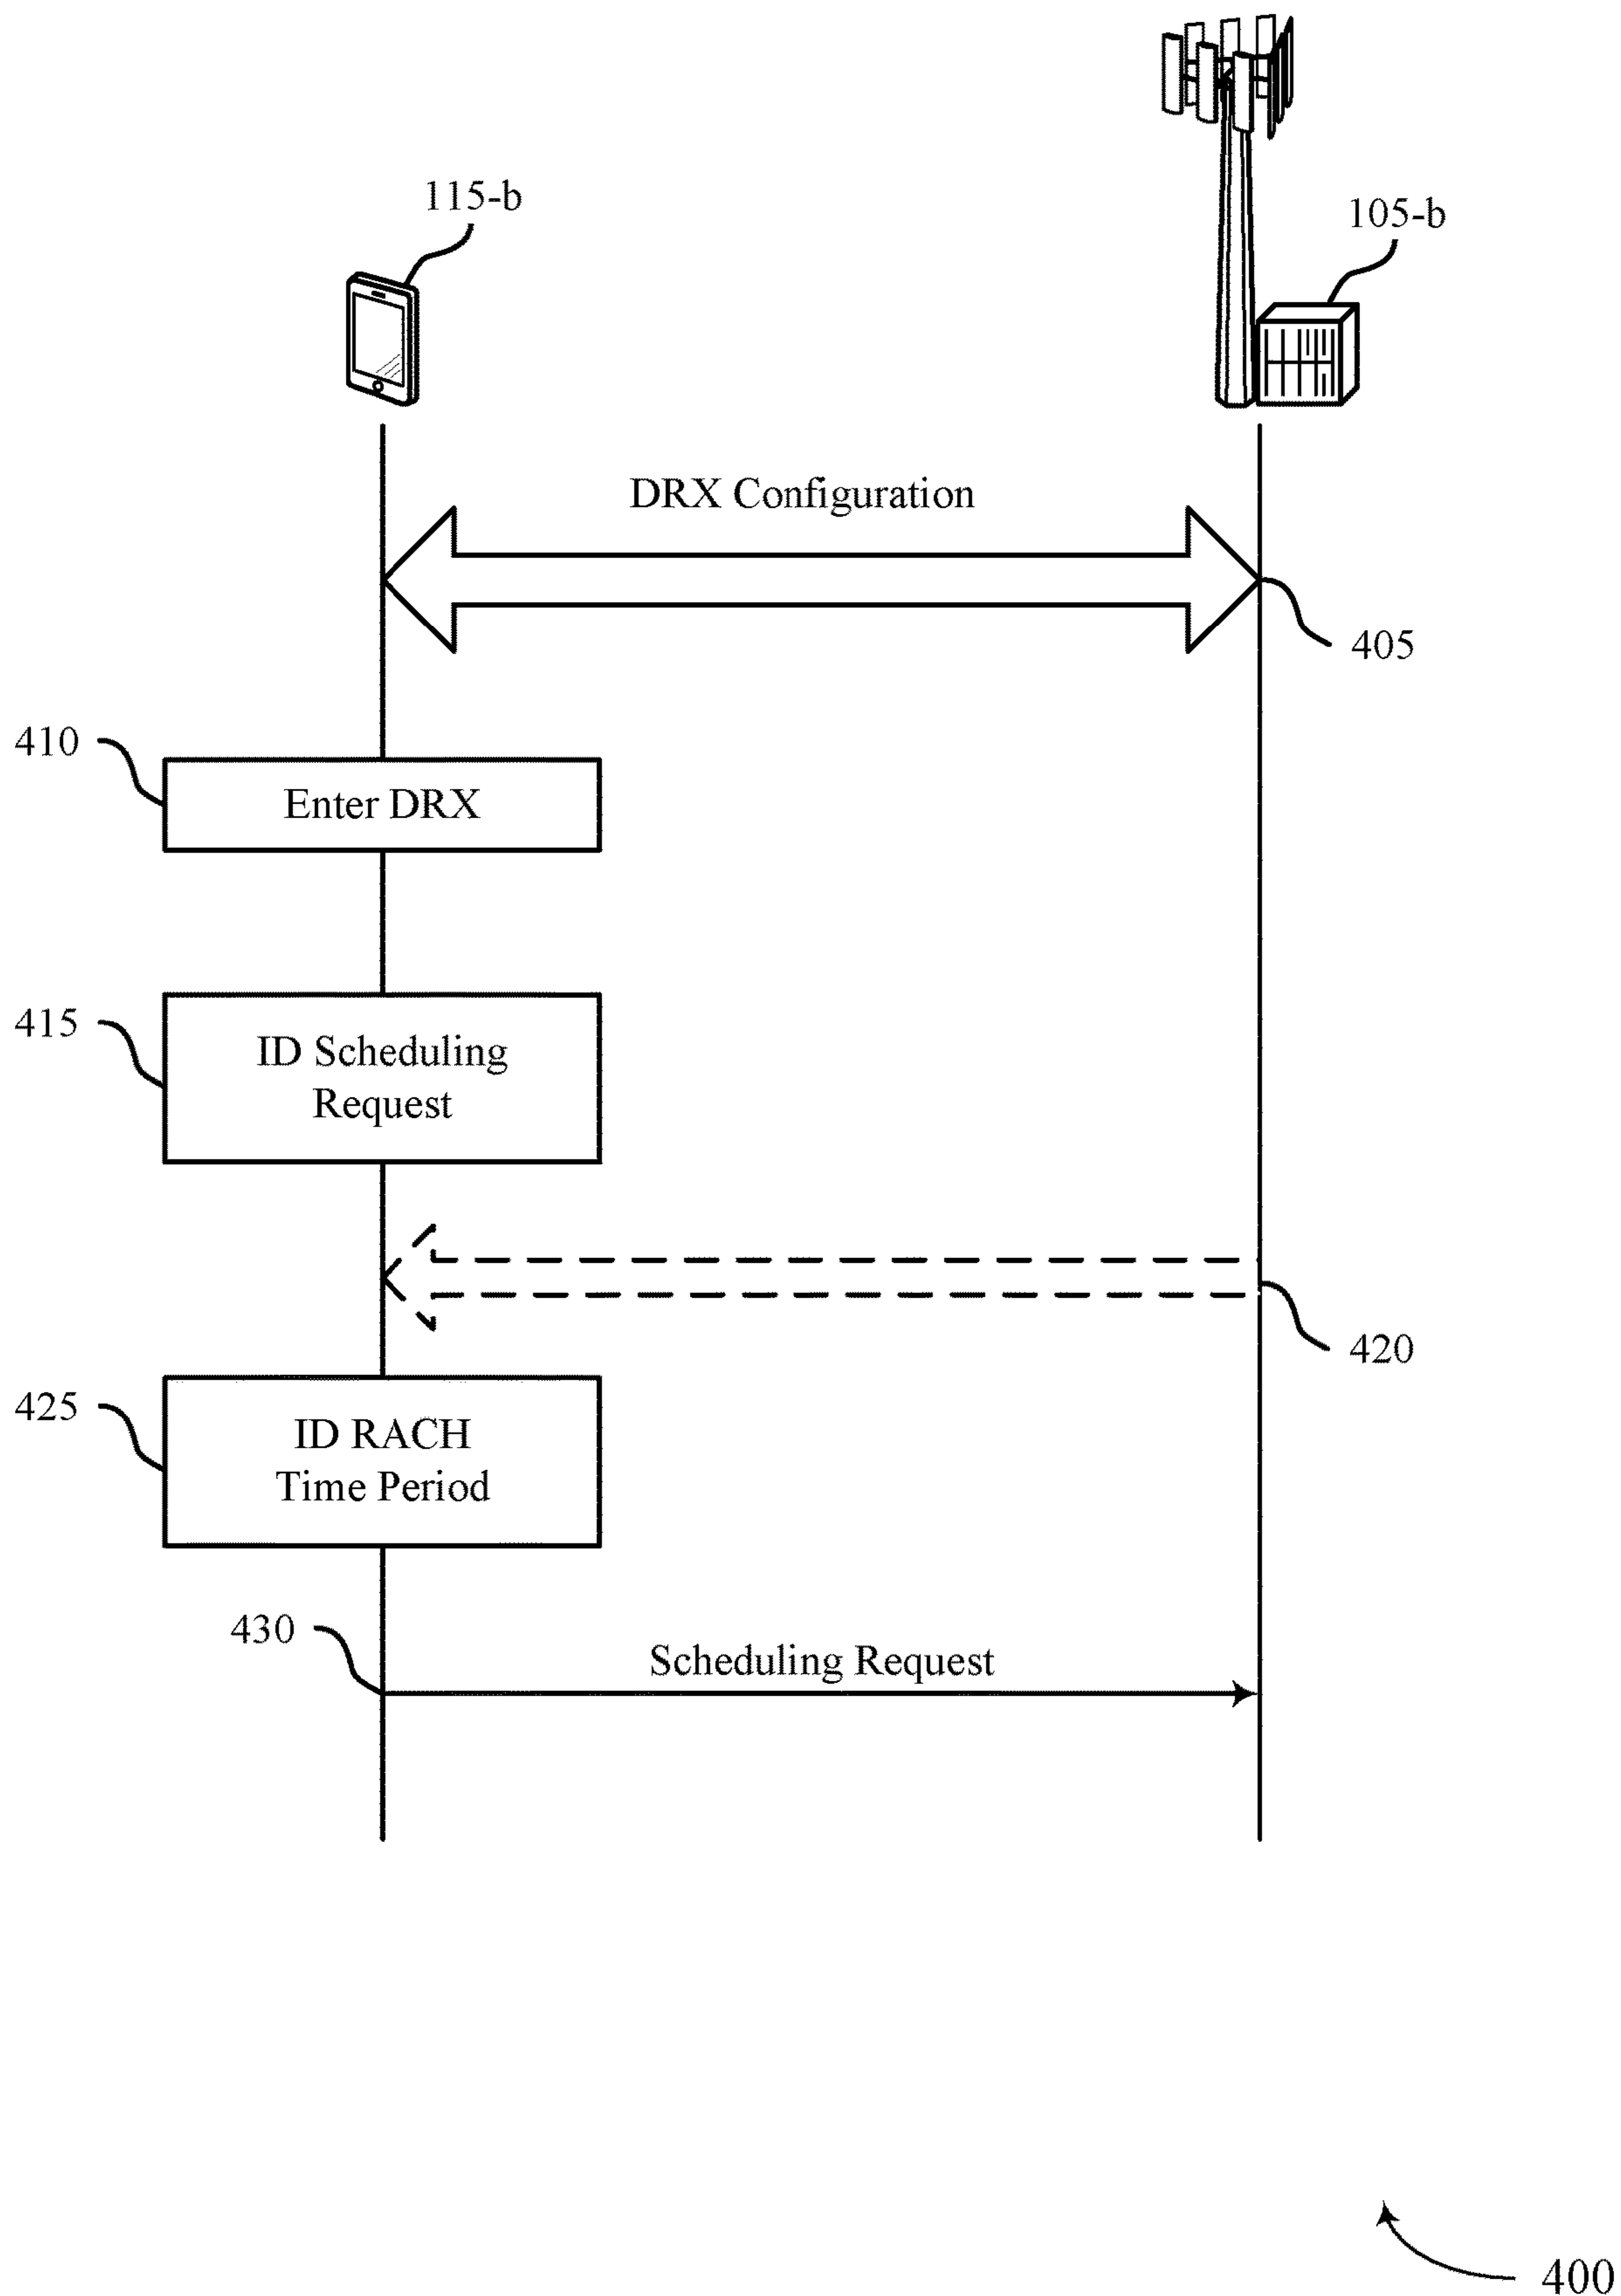 115-b
105-b
DRX Configuration
405
410
Enter DRX
415
ID Scheduling
Request
420
425
ID RACH
Time Period
430
Scheduling Request
400